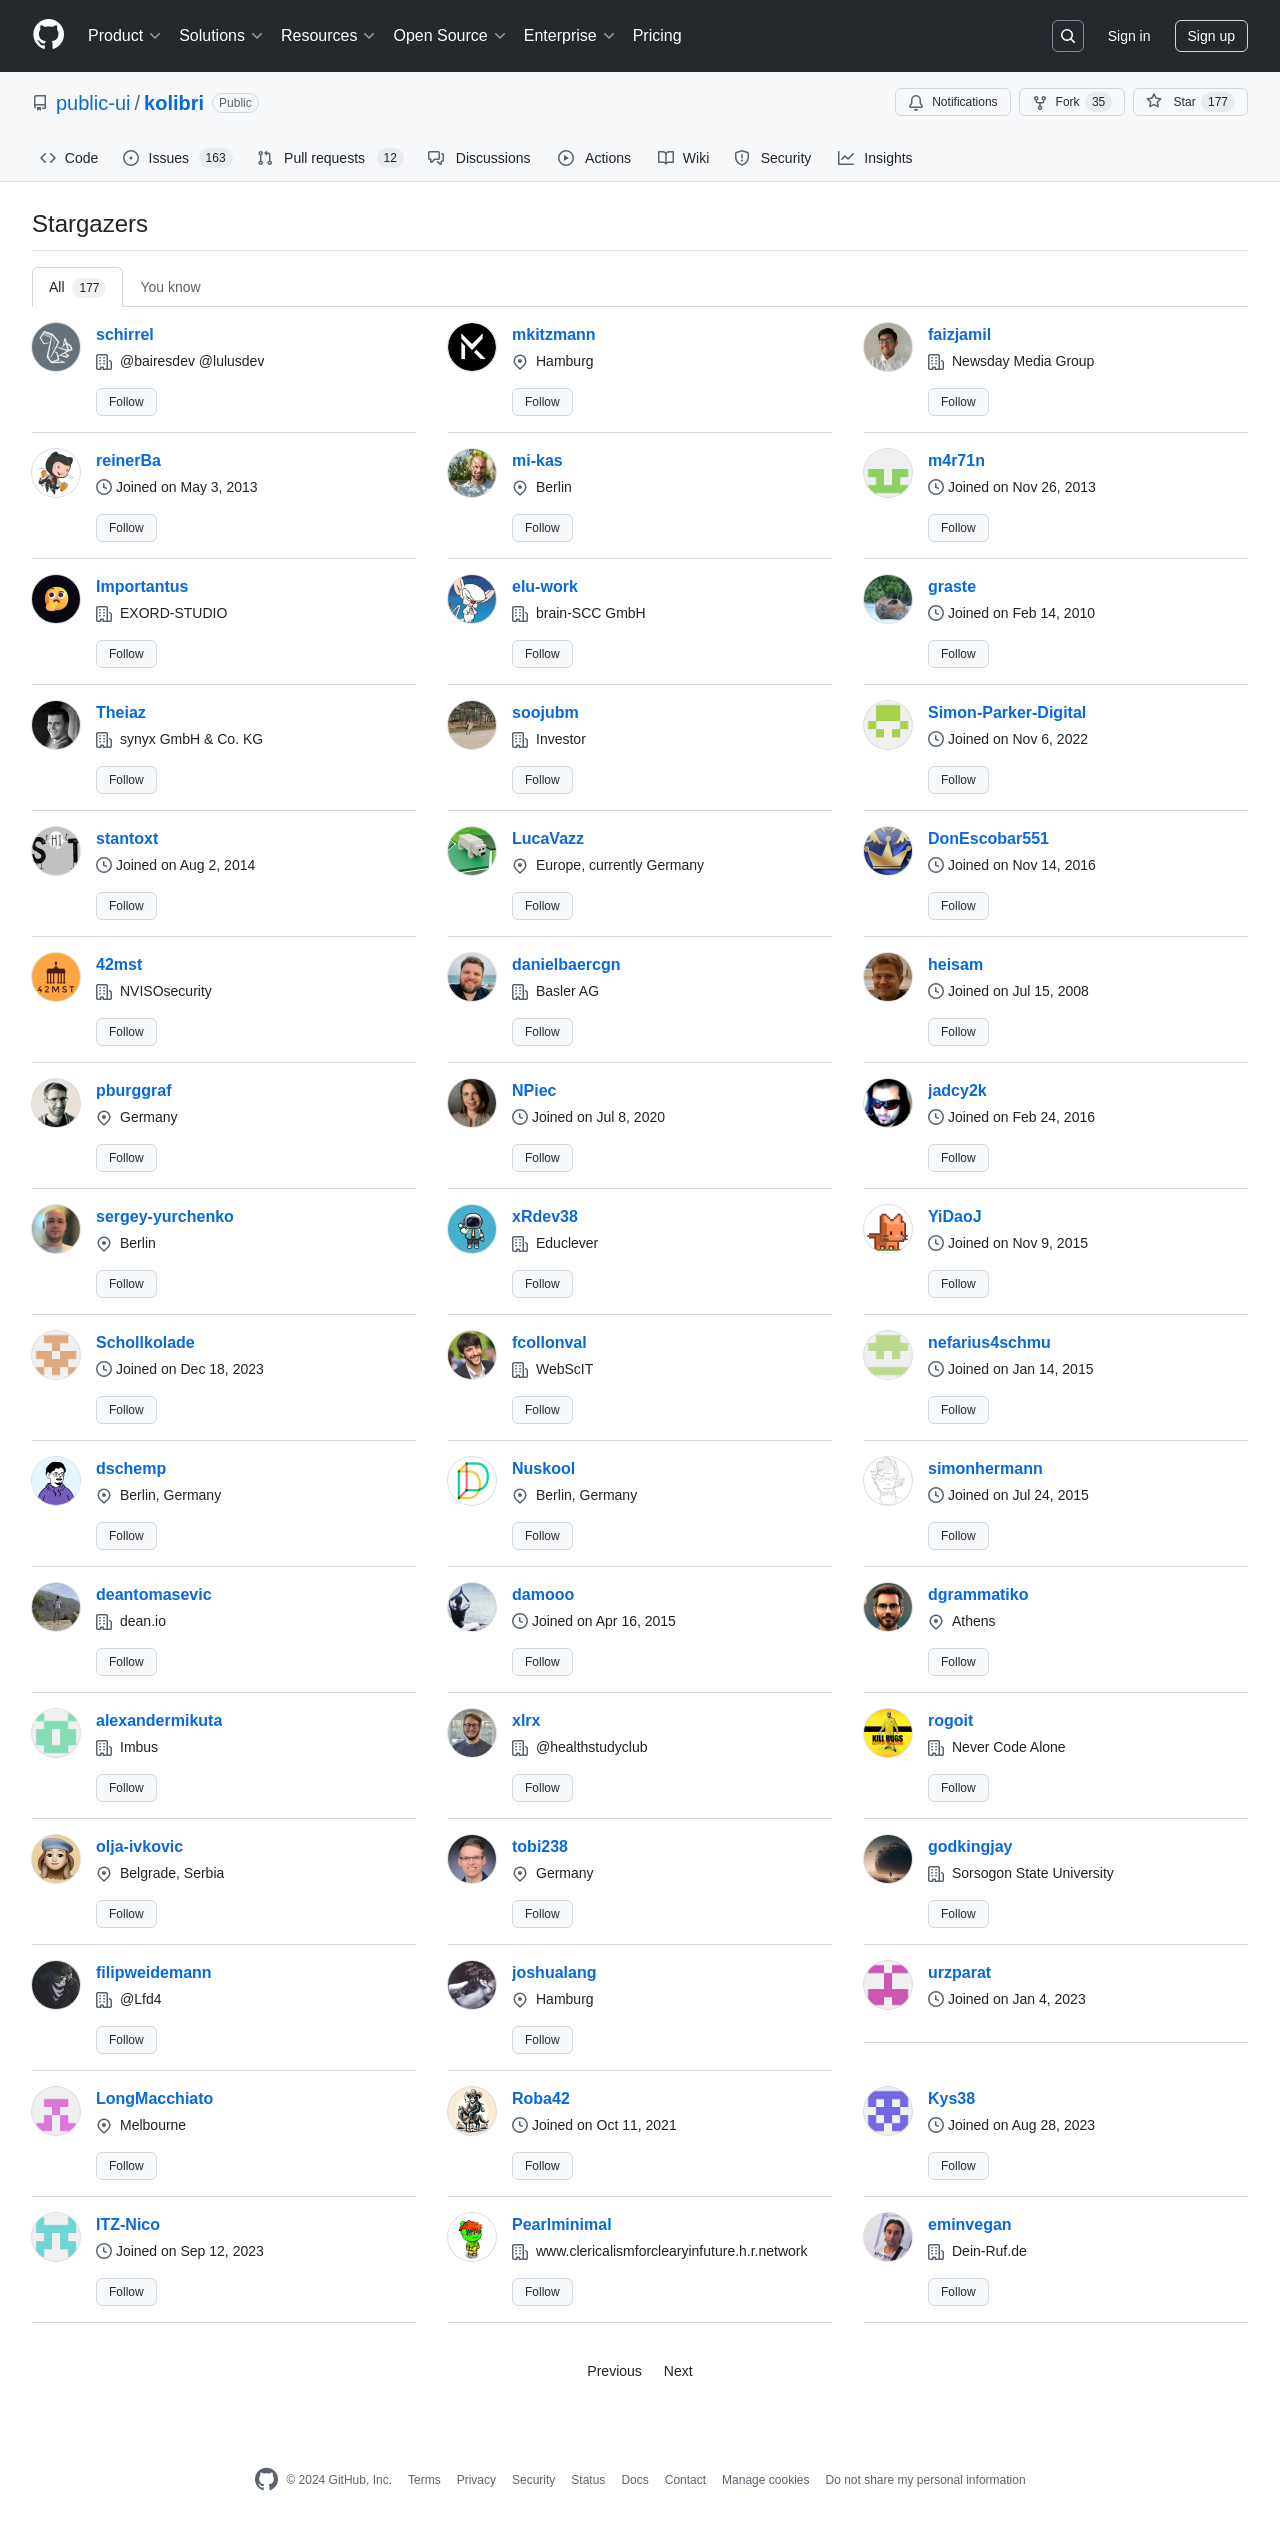 Product
Solutions
Resources
Open Source
Enterprise
Pricing
Sign in
Sign up
public-ui / kolibri
Public
Notifications
Fork 35
Star 177
Code
Issues 163
Pull requests 12
Discussions
Actions
Wiki
Security
Insights
Stargazers
All 177
You know
schirrel
@bairesdev @lulusdev
Follow
mkitzmann
Hamburg
Follow
faizjamil
Newsday Media Group
Follow
reinerBa
Joined on May 3, 2013
Follow
mi-kas
Berlin
Follow
m4r71n
Joined on Nov 26, 2013
Follow
Importantus
EXORD-STUDIO
Follow
elu-work
brain-SCC GmbH
Follow
graste
Joined on Feb 14, 2010
Follow
Theiaz
synyx GmbH & Co. KG
Follow
soojubm
Investor
Follow
Simon-Parker-Digital
Joined on Nov 6, 2022
Follow
stantoxt
Joined on Aug 2, 2014
Follow
LucaVazz
Europe, currently Germany
Follow
DonEscobar551
Joined on Nov 14, 2016
Follow
42MST
42mst
NVISOsecurity
Follow
danielbaercgn
Basler AG
Follow
heisam
Joined on Jul 15, 2008
Follow
pburggraf
Germany
Follow
NPiec
Joined on Jul 8, 2020
Follow
jadcy2k
Joined on Feb 24, 2016
Follow
sergey-yurchenko
Berlin
Follow
xRdev38
Educlever
Follow
YiDaoJ
Joined on Nov 9, 2015
Follow
Schollkolade
Joined on Dec 18, 2023
Follow
fcollonval
WebScIT
Follow
nefarius4schmu
Joined on Jan 14, 2015
Follow
dschemp
Berlin, Germany
Follow
Nuskool
Berlin, Germany
Follow
simonhermann
Joined on Jul 24, 2015
Follow
deantomasevic
dean.io
Follow
damooo
Joined on Apr 16, 2015
Follow
dgrammatiko
Athens
Follow
alexandermikuta
Imbus
Follow
xlrx
@healthstudyclub
Follow
KILL BUGS
rogoit
Never Code Alone
Follow
olja-ivkovic
Belgrade, Serbia
Follow
tobi238
Germany
Follow
godkingjay
Sorsogon State University
Follow
filipweidemann
@Lfd4
Follow
joshualang
Hamburg
Follow
urzparat
Joined on Jan 4, 2023
LongMacchiato
Melbourne
Follow
Roba42
Joined on Oct 11, 2021
Follow
Kys38
Joined on Aug 28, 2023
Follow
ITZ-Nico
Joined on Sep 12, 2023
Follow
Pearlminimal
www.clericalismforclearyinfuture.h.r.network
Follow
eminvegan
Dein-Ruf.de
Follow
Previous
Next
© 2024 GitHub, Inc.
Terms
Privacy
Security
Status
Docs
Contact
Manage cookies
Do not share my personal information